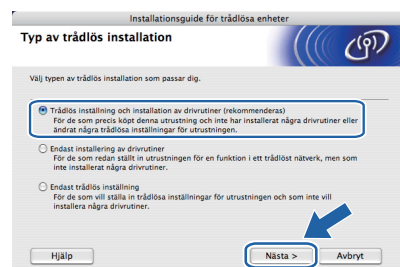 Installationsguide för trådlösa enheter
Typ av trådlös installation
Välj typen av trådlös installation som passar dig.
Trådlös inställning och installation av drivrutiner (rekommenderas)
För de som precis köpt denna utrustning och inte har installerat några drivrutiner eller
ändrat några trådlösa inställningar för utrustningen.
Endast installering av drivrutiner
För de som redan ställt in utrustningen för en funktion i ett trådlöst nätverk, men som
inte installerat några drivrutiner.
Endast trådlös inställning
För de som vill ställa in trådlösa inställningar för utrustningen och som inte vill
installera några drivrutiner.
Hjälp
Nästa >
Avbryt